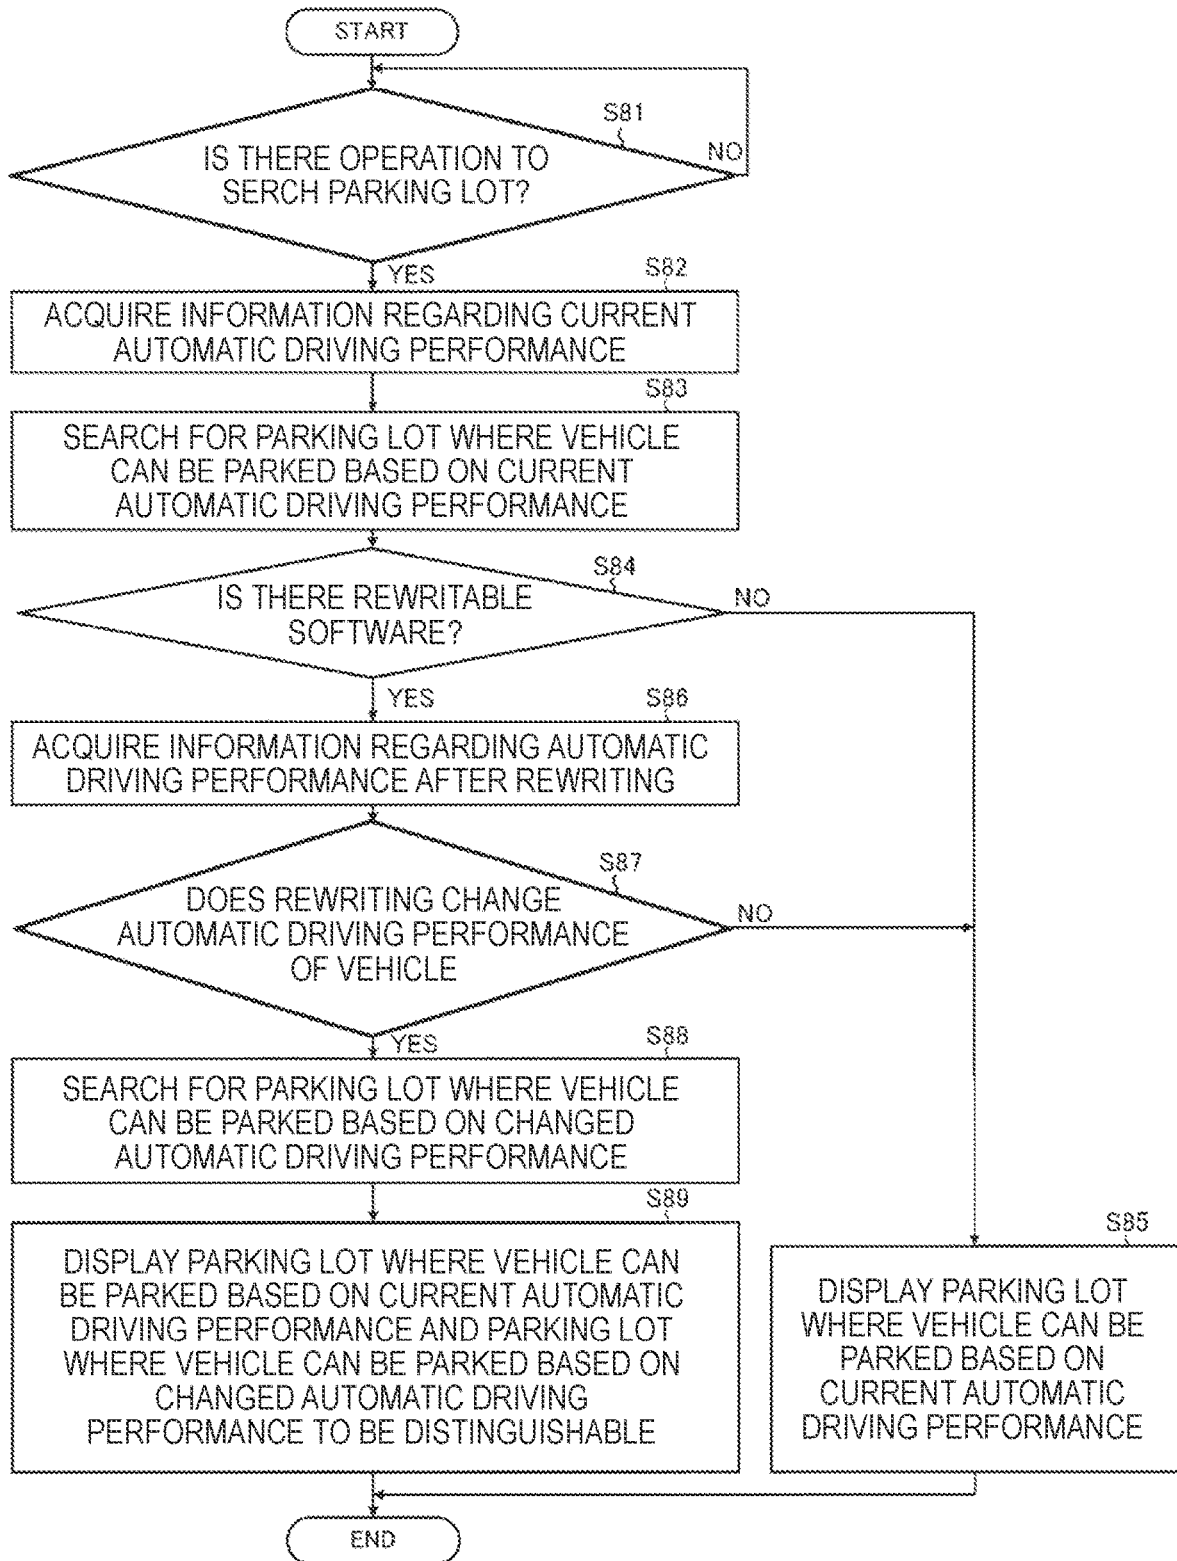 START
S81
IS THERE OPERATION TO
SERCH PARKING LOT?
NO
YES
S82
ACQUIRE INFORMATION REGARDING CURRENT
AUTOMATIC DRIVING PERFORMANCE
S83
SEARCH FOR PARKING LOT WHERE VEHICLE
CAN BE PARKED BASED ON CURRENT
AUTOMATIC DRIVING PERFORMANCE
S84
IS THERE REWRITABLE
SOFTWARE?
NO
YES
S86
ACQUIRE INFORMATION REGARDING AUTOMATIC
DRIVING PERFORMANCE AFTER REWRITING
S87
DOES REWRITING CHANGE
AUTOMATIC DRIVING PERFORMANCE
OF VEHICLE
NO
YES
S88
SEARCH FOR PARKING LOT WHERE VEHICLE
CAN BE PARKED BASED ON CHANGED
AUTOMATIC DRIVING PERFORMANCE
S89
DISPLAY PARKING LOT WHERE VEHICLE CAN
BE PARKED BASED ON CURRENT AUTOMATIC
DRIVING PERFORMANCE AND PARKING LOT
WHERE VEHICLE CAN BE PARKED BASED ON
CHANGED AUTOMATIC DRIVING
PERFORMANCE TO BE DISTINGUISHABLE
S85
DISPLAY PARKING LOT
WHERE VEHICLE CAN BE
PARKED BASED ON
CURRENT AUTOMATIC
DRIVING PERFORMANCE
END